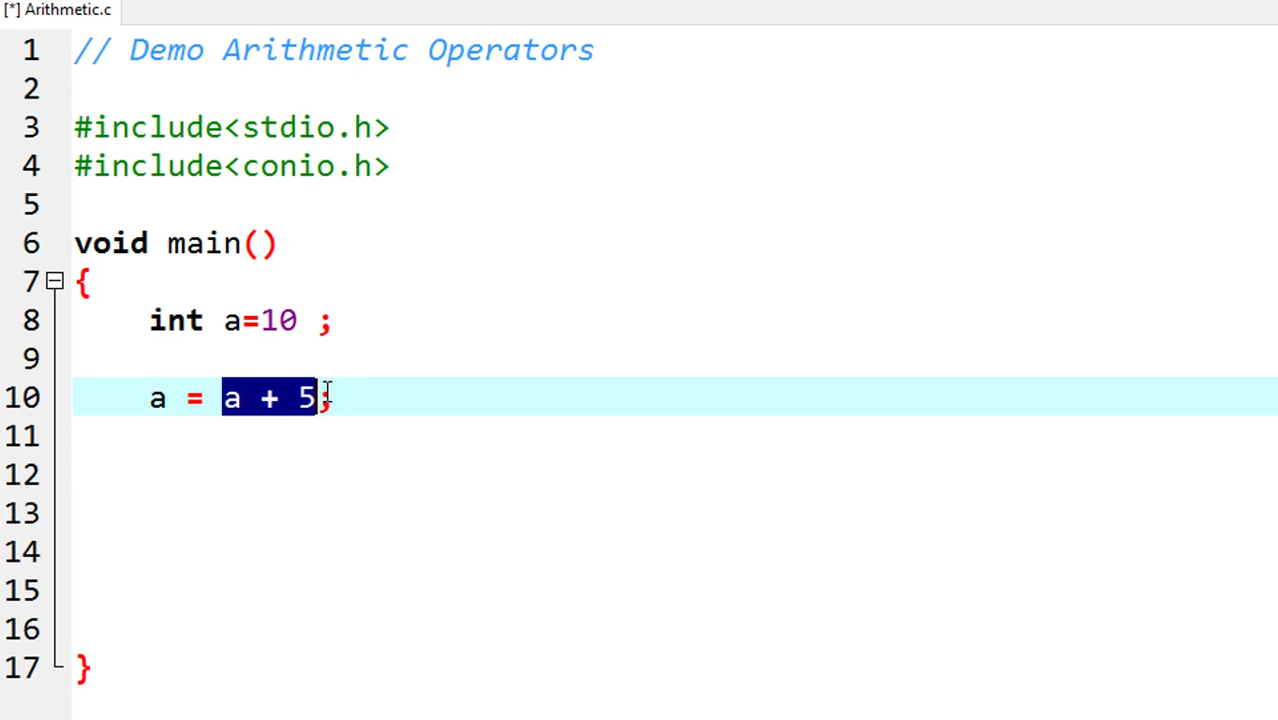 [*] Arithmetic.c
1 // Demo Arithmetic Operators
2
3 #include<stdio.h>
4 #include<conio.h>
5
6 void main()
7 {
8 int a=10 ;
9
10 a = a + 5;
11
12
13
14
15
16
17 }